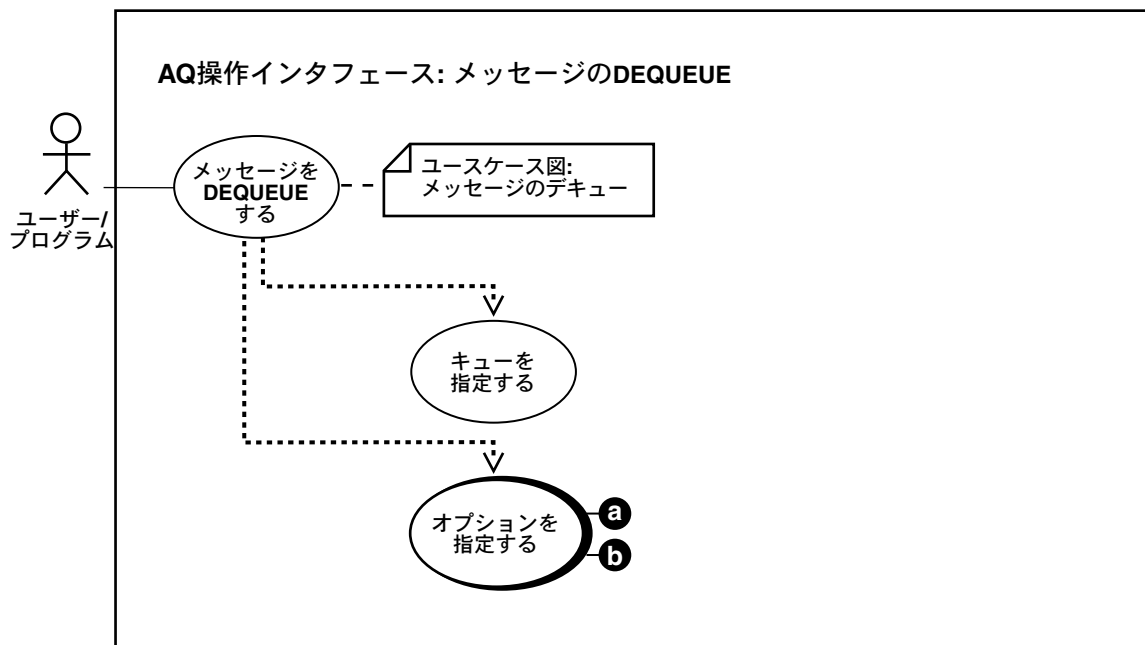 AQ操作インタフェース: メッセージのDEQUEUE
メッセージを
DEQUEUE
する
ユースケース図:
メッセージのデキュー
ユーザー/
プログラム
キューを
指定する
オプションを
指定する
a
b